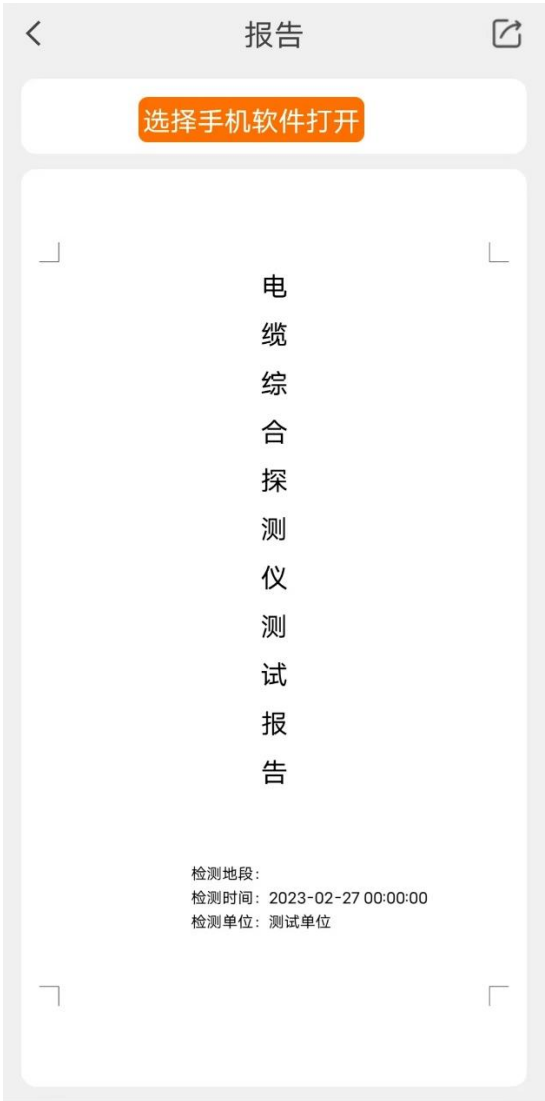 报告
选择手机软件打开
电
缆
综
合
探
测
仪
测
试
报
告
检测地段：
检测时间：2023-02-27 00:00:00
检测单位：测试单位